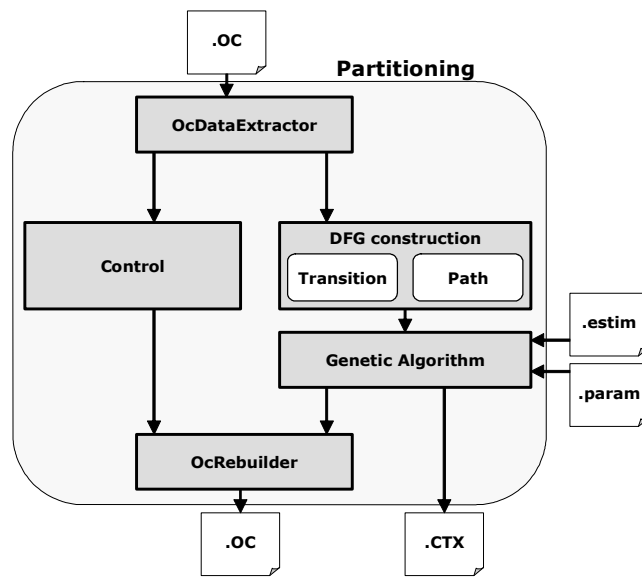 .OC
Partitioning
OcDataExtractor
Control
DFG construction
Transition
Path
.estim
Genetic Algorithm
.param
OcRebuilder
.OC
.CTX